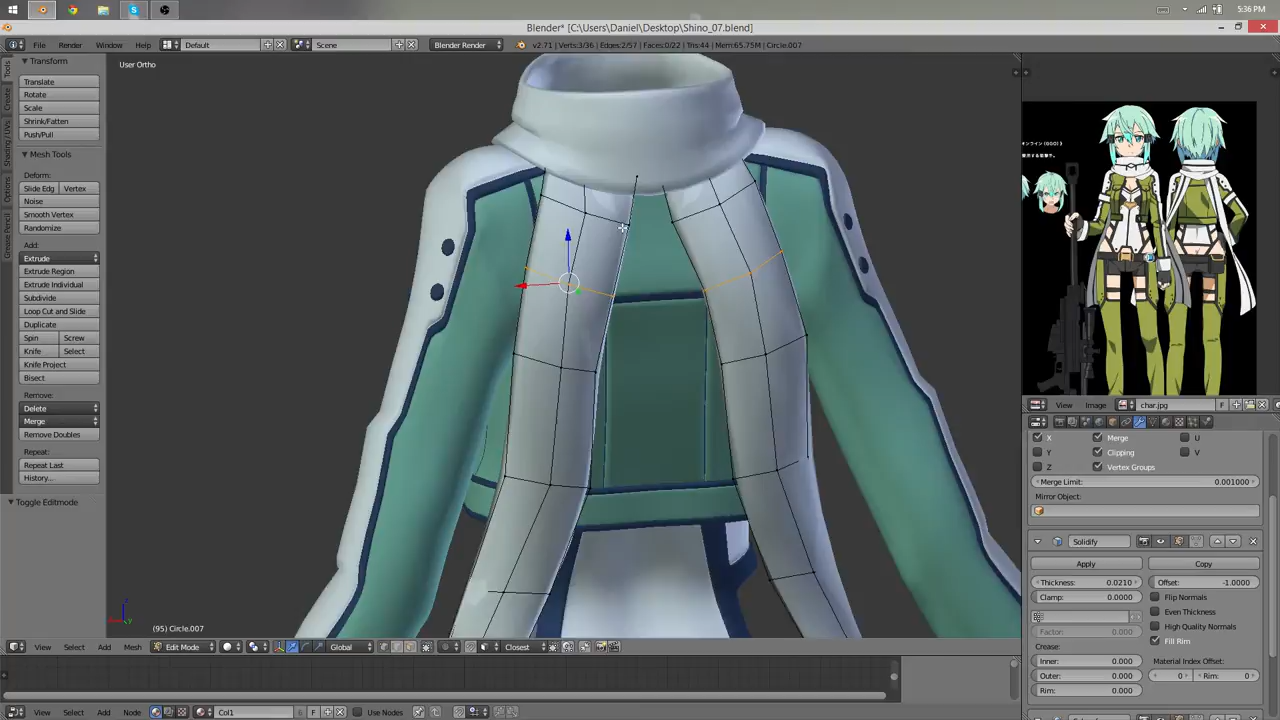 5:36 PM
Blender* [C:\Users\Daniel\Desktop\Shino_07.blend]
File Render Window Help Default Scene Blender Render v2.71 | Verts:3/36 | Edges:2/57 | Faces:0/22 | Tris:44 | Mem:65.75M | Circle.007
Tools
Create
Shading / UVs
Options
Grease Pencil
Transform
Translate
Rotate
Scale
Shrink/Fatten
Push/Pull
Mesh Tools
Deform:
Slide Edg Vertex
Noise
Smooth Vertex
Randomize
Add:
Extrude
Extrude Region
Extrude Individual
Subdivide
Loop Cut and Slide
Duplicate
Spin Screw
Knife Select
Knife Project
Bisect
Remove:
Delete
Merge
Remove Doubles
Repeat:
Repeat Last
History...
Toggle Editmode
User Ortho
(95) Circle.007
View Select Add Mesh Edit Mode Global Closest
View Select Add Node Col1 F Use Nodes
View Image char.jpg F
X Merge U
Y Clipping V
Z Vertex Groups
Merge Limit: 0.001000
Mirror Object:
Solidify
Apply Copy
Thickness: 0.0210 Offset: -1.0000
Clamp: 0.0000 Flip Normals
Even Thickness
Factor: 0.000 High Quality Normals
Crease: Fill Rim
Inner: 0.000 Material Index Offset:
Outer: 0.000 0 Rim: 0
Rim: 0.000